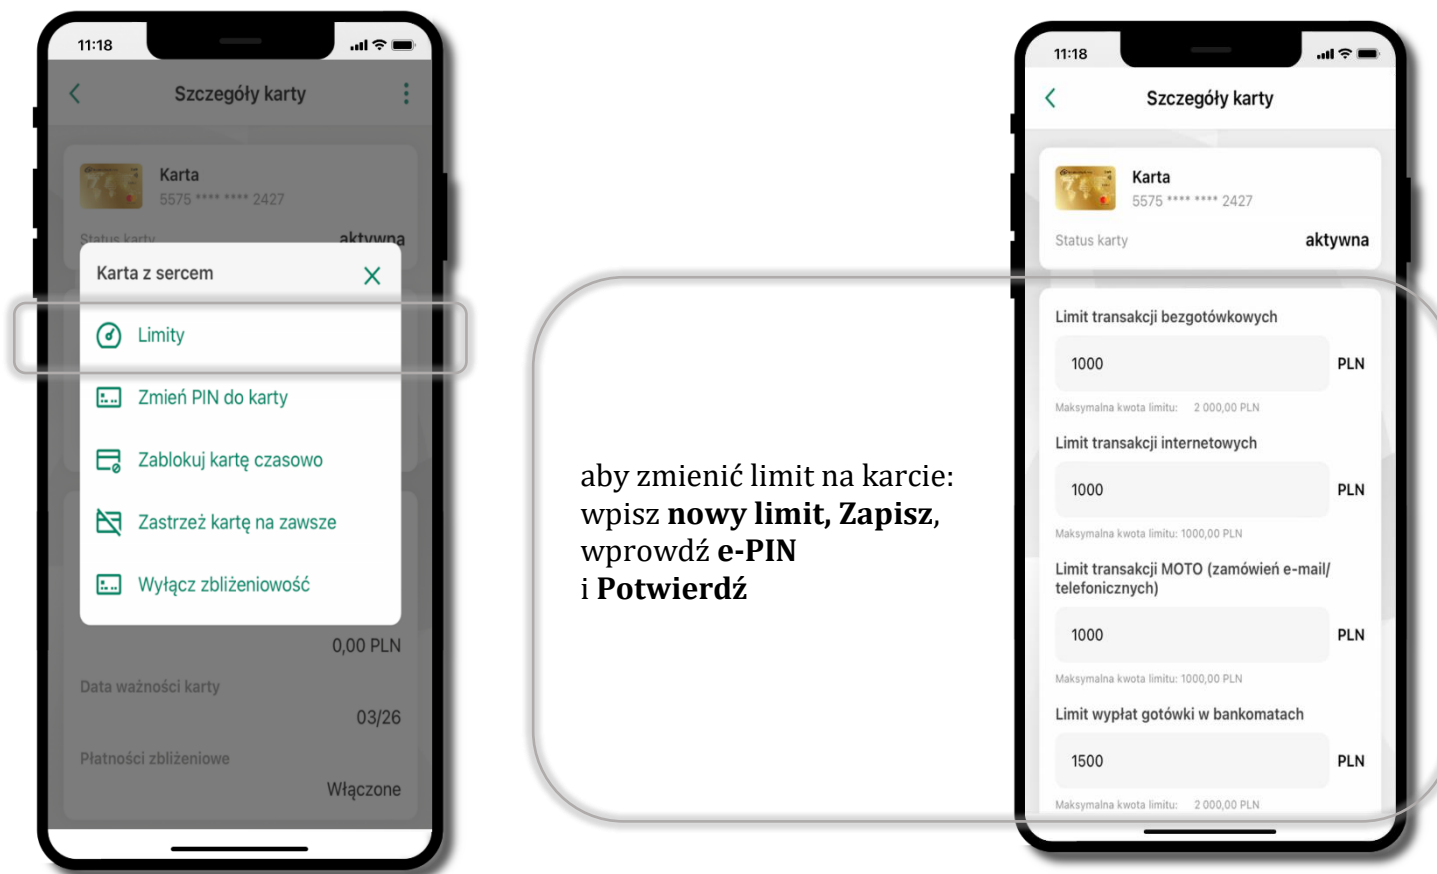 11:18
Szczegóły karty
Karta
5575 **** **** 2427
Status karty
aktywna
Karta z sercem
Limity
Zmień PIN do karty
Zablokuj kartę czasowo
Zastrzeż kartę na zawsze
Wyłącz zbliżeniowość
0,00 PLN
Data ważności karty
03/26
Płatności zbliżeniowe
Włączone
aby zmienić limit na karcie:
wpisz nowy limit, Zapisz,
wprowdź e-PIN
i Potwierdź
11:18
Szczegóły karty
Karta
5575 **** **** 2427
Status karty
aktywna
Limit transakcji bezgotówkowych
1000 PLN
Maksymalna kwota limitu: 2 000,00 PLN
Limit transakcji internetowych
1000 PLN
Maksymalna kwota limitu: 1000,00 PLN
Limit transakcji MOTO (zamówień e-mail/
telefonicznych)
1000 PLN
Maksymalna kwota limitu: 1000,00 PLN
Limit wypłat gotówki w bankomatach
1500 PLN
Maksymalna kwota limitu: 2 000,00 PLN